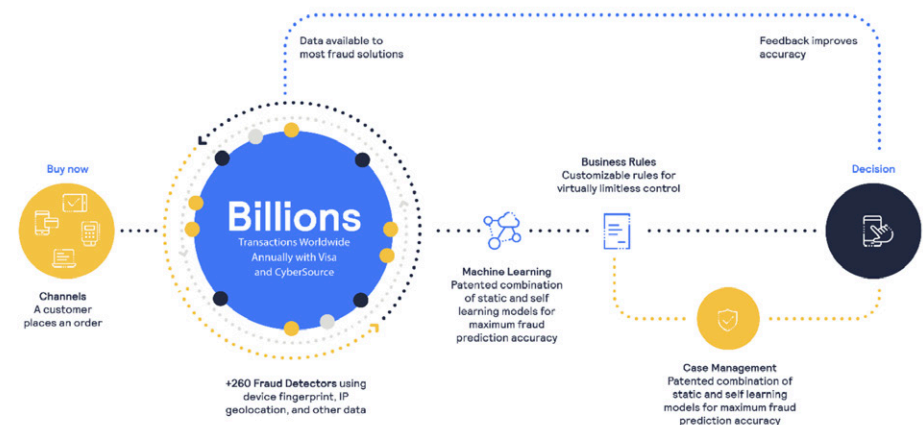 Data available to
most fraud solutions
Feedback improves
accuracy
Buy now
Channels
A customer
places an order
Billions
Transactions Worldwide
Annually with Visa
and CyberSource
+260 Fraud Detectors using
device fingerprint, IP
geolocation, and other data
Machine Learning
Patented combination
of static and self
learning models for
maximum fraud
prediction accuracy
Business Rules
Customizable rules for
virtually limitless control
Decision
Case Management
Patented combination of
static and self learning
models for maximum fraud
prediction accuracy